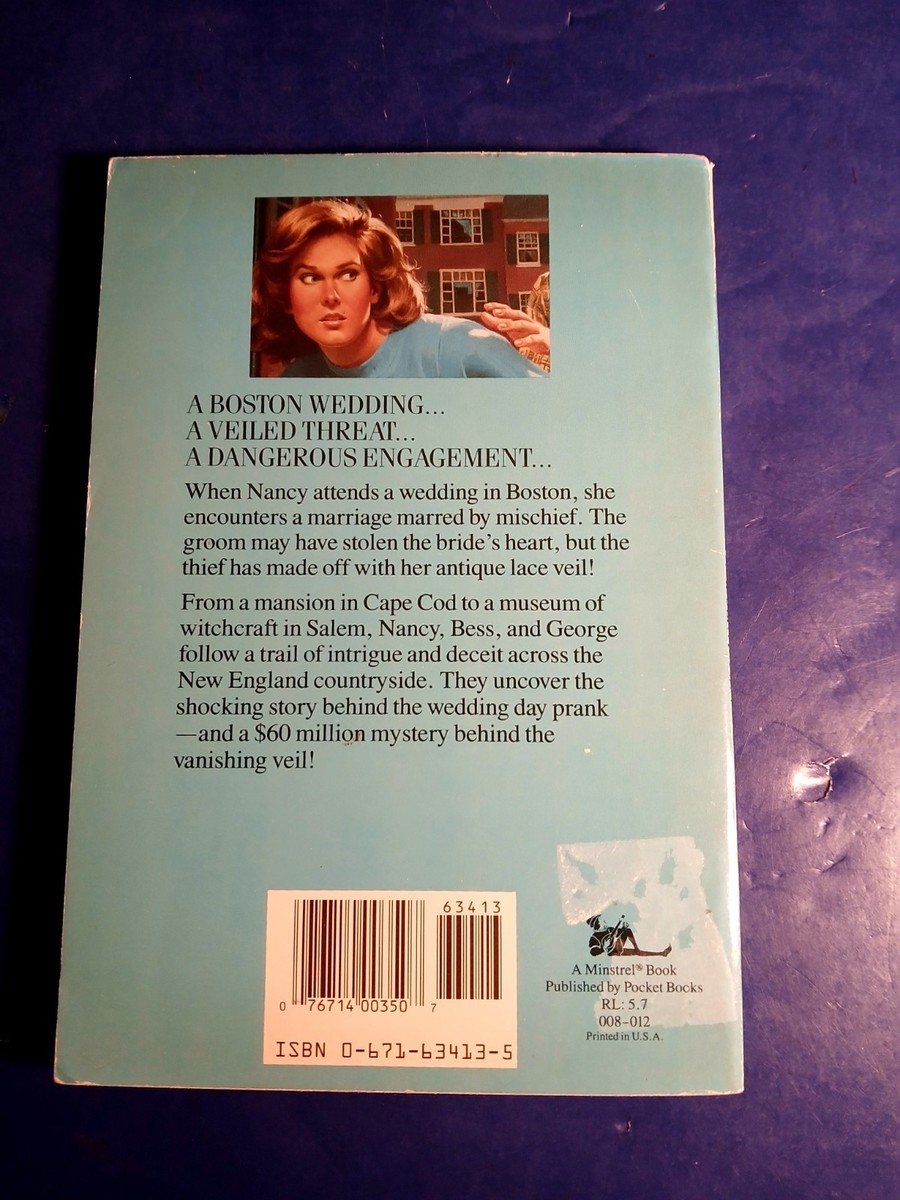 A BOSTON WEDDING...
A VEILED THREAT...
A DANGEROUS ENGAGEMENT...
When Nancy attends a wedding in Boston, she
encounters a marriage marred by mischief. The
groom may have stolen the bride's heart, but the
thief has made off with her antique lace veil!
From a mansion in Cape Cod to a museum of
witchcraft in Salem, Nancy, Bess, and George
follow a trail of intrigue and deceit across the
New England countryside. They uncover the
shocking story behind the wedding day prank
—and a $60 million mystery behind the
vanishing veil!
63413
0 76714 00350 7
ISBN 0-671-63413-5
A Minstrel® Book
Published by Pocket Books
RL: 5.7
008-012
Printed in U.S.A.